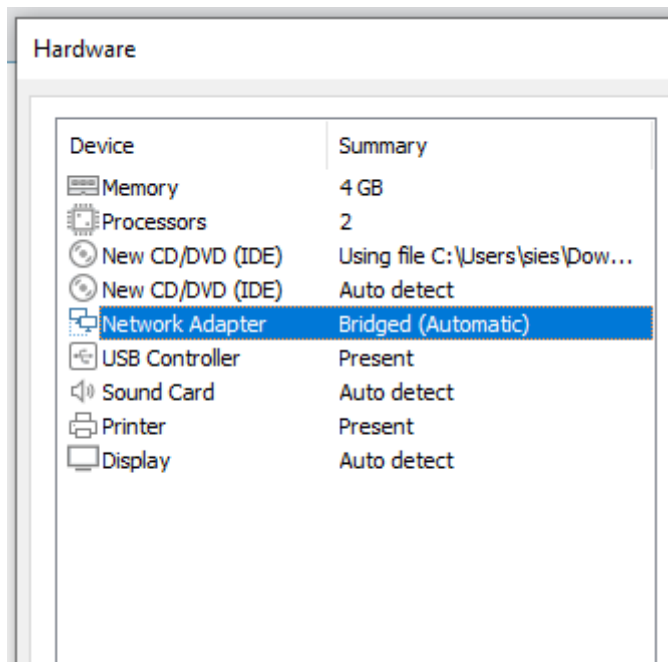 Hardware
Device Summary
Memory 4 GB
Processors 2
New CD/DVD (IDE) Using file C:\Users\sies\Dow...
New CD/DVD (IDE) Auto detect
Network Adapter Bridged (Automatic)
USB Controller Present
Sound Card Auto detect
Printer Present
Display Auto detect